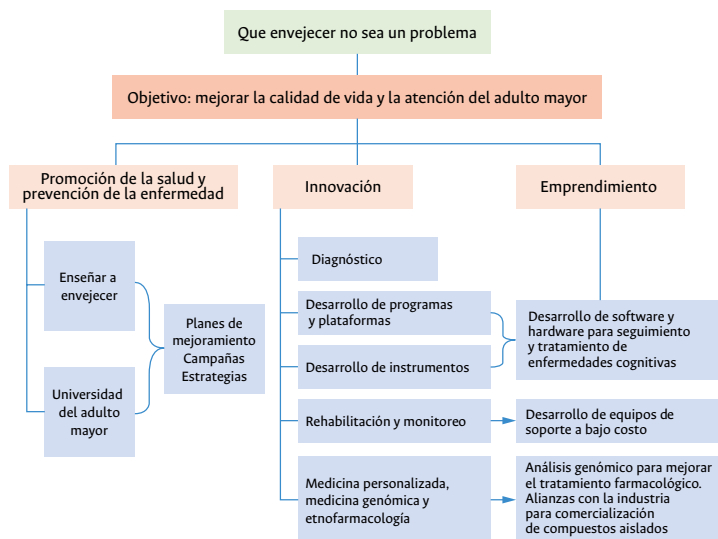 Que envejecer no sea un problema
Objetivo: mejorar la calidad de vida y la atención del adulto mayor
Promoción de la salud y
prevención de la enfermedad
Innovación
Emprendimiento
Enseñar a
envejecer
Universidad
del adulto
mayor
Planes de
mejoramiento
Campañas
Estrategias
Diagnóstico
Desarrollo de programas
y plataformas
Desarrollo de instrumentos
Rehabilitación y monitoreo
Medicina personalizada,
medicina genómica y
etnofarmacología
Desarrollo de software y
hardware para seguimiento
y tratamiento de
enfermedades cognitivas
Desarrollo de equipos de
soporte a bajo costo
Análisis genómico para mejorar
el tratamiento farmacológico.
Alianzas con la industria
para comercialización
de compuestos aislados